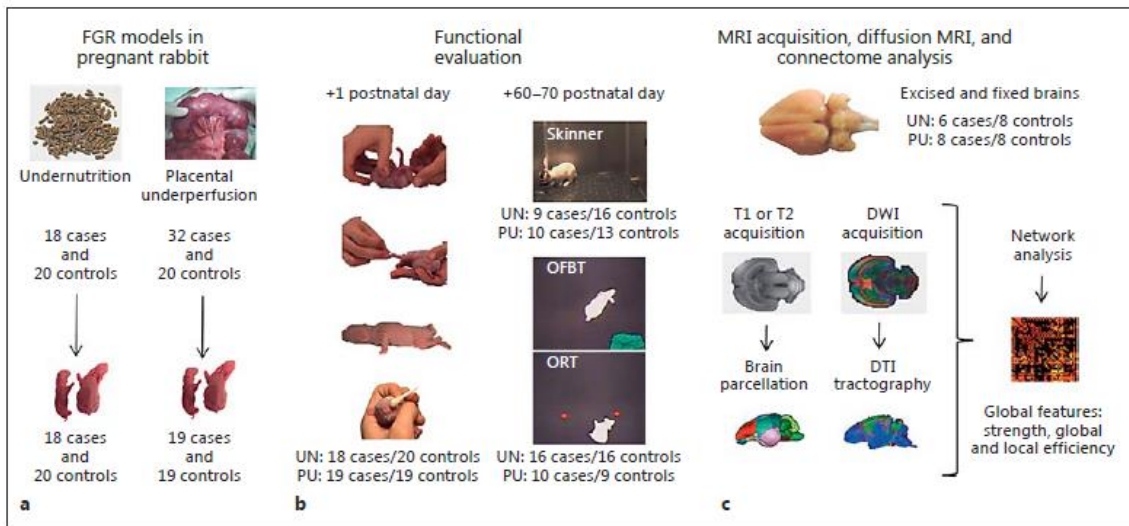 FGR models in
pregnant rabbit
Undernutrition
Placental
underperfusion
18 cases
and
20 controls
32 cases
and
20 controls
18 cases
and
20 controls
19 cases
and
19 controls
a
Functional
evaluation
+1 postnatal day
UN: 18 cases/20 controls
PU: 19 cases/19 controls
+60–70 postnatal day
Skinner
UN: 9 cases/16 controls
PU: 10 cases/13 controls
OFBT
ORT
UN: 16 cases/16 controls
PU: 10 cases/9 controls
b
MRI acquisition, diffusion MRI, and
connectome analysis
Excised and fixed brains
UN: 6 cases/8 controls
PU: 8 cases/8 controls
T1 or T2
acquisition
Brain
parcellation
DWI
acquisition
DTI
tractography
Network
analysis
Global features:
strength, global
and local efficiency
c